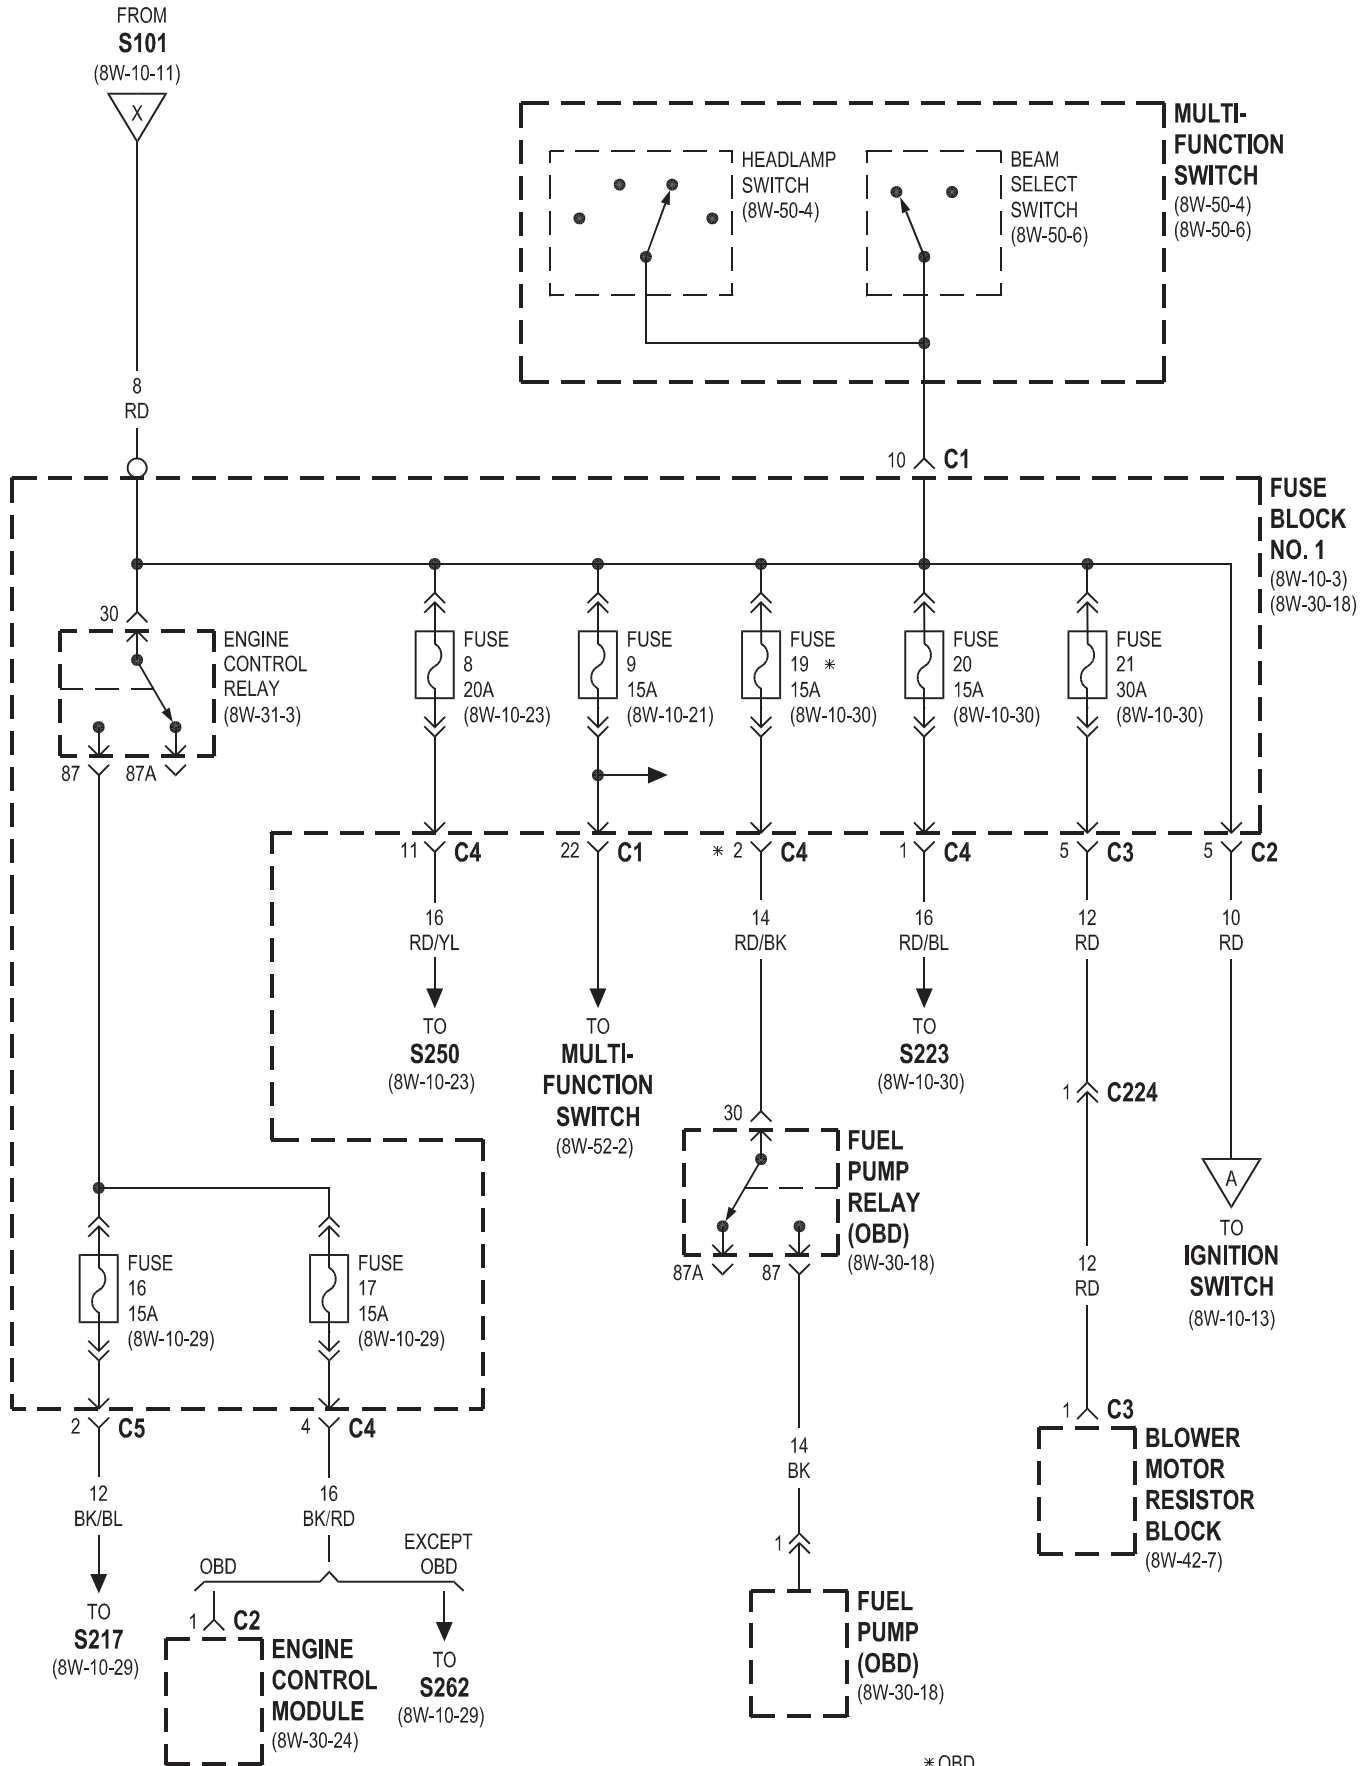 FROM
S101
(8W-10-11)
X
8
RD
MULTI-
FUNCTION
SWITCH
(8W-50-4)
(8W-50-6)
HEADLAMP
SWITCH
(8W-50-4)
BEAM
SELECT
SWITCH
(8W-50-6)
10 C1
FUSE
BLOCK
NO. 1
(8W-10-3)
(8W-30-18)
30
ENGINE
CONTROL
RELAY
(8W-31-3)
87
87A
FUSE
8
20A
(8W-10-23)
FUSE
9
15A
(8W-10-21)
FUSE
19 *
15A
(8W-10-30)
FUSE
20
15A
(8W-10-30)
FUSE
21
30A
(8W-10-30)
11 C4
22 C1
* 2 C4
1 C4
5 C3
5 C2
16
RD/YL
TO
S250
(8W-10-23)
TO
MULTI-
FUNCTION
SWITCH
(8W-52-2)
14
RD/BK
16
RD/BL
TO
S223
(8W-10-30)
12
RD
10
RD
1 C224
30
FUEL
PUMP
RELAY
(OBD)
(8W-30-18)
87A
87
A
TO
IGNITION
SWITCH
(8W-10-13)
12
RD
FUSE
16
15A
(8W-10-29)
FUSE
17
15A
(8W-10-29)
2 C5
4 C4
12
BK/BL
TO
S217
(8W-10-29)
16
BK/RD
OBD
EXCEPT
OBD
1 C2
ENGINE
CONTROL
MODULE
(8W-30-24)
TO
S262
(8W-10-29)
14
BK
1
FUEL
PUMP
(OBD)
(8W-30-18)
1 C3
BLOWER
MOTOR
RESISTOR
BLOCK
(8W-42-7)
* OBD